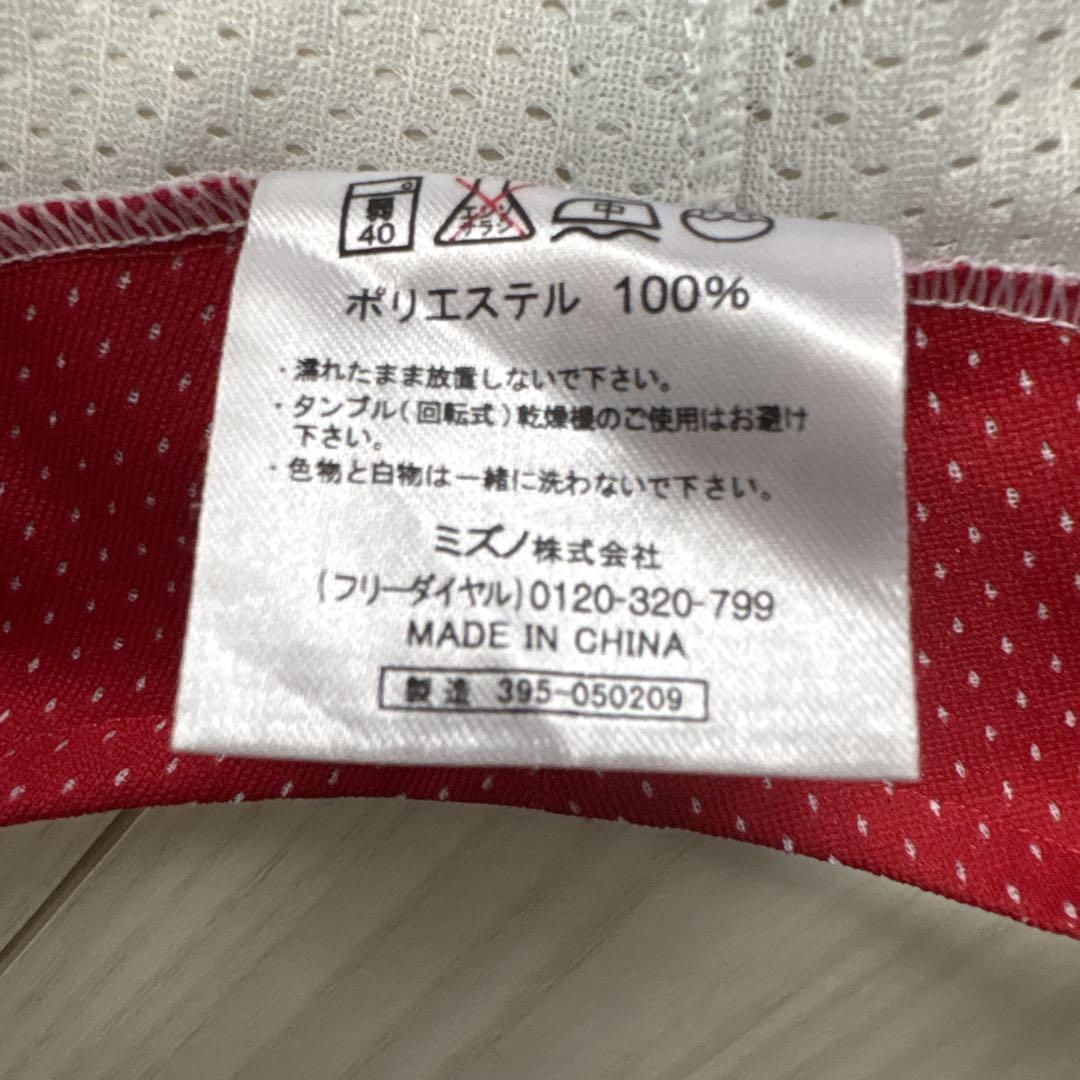 弱
40
エンソ
オラジ
中
ポリエステル 100%
・濡れたまま放置しないで下さい。
・タンブル(回転式)乾燥機のご使用はお避け
下さい。
・色物と白物は一緒に洗わないで下さい。
ミズノ株式会社
(フリーダイヤル)0120-320-799
MADE IN CHINA
製造 395-050209